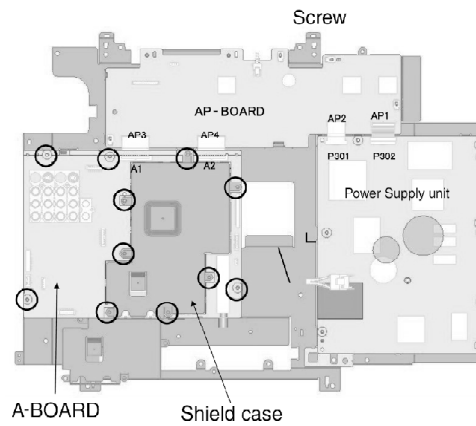 Screw
AP - BOARD
AP3
AP4
AP2
AP1
P301
P302
A1
A2
Power Supply unit
A-BOARD
Shield case